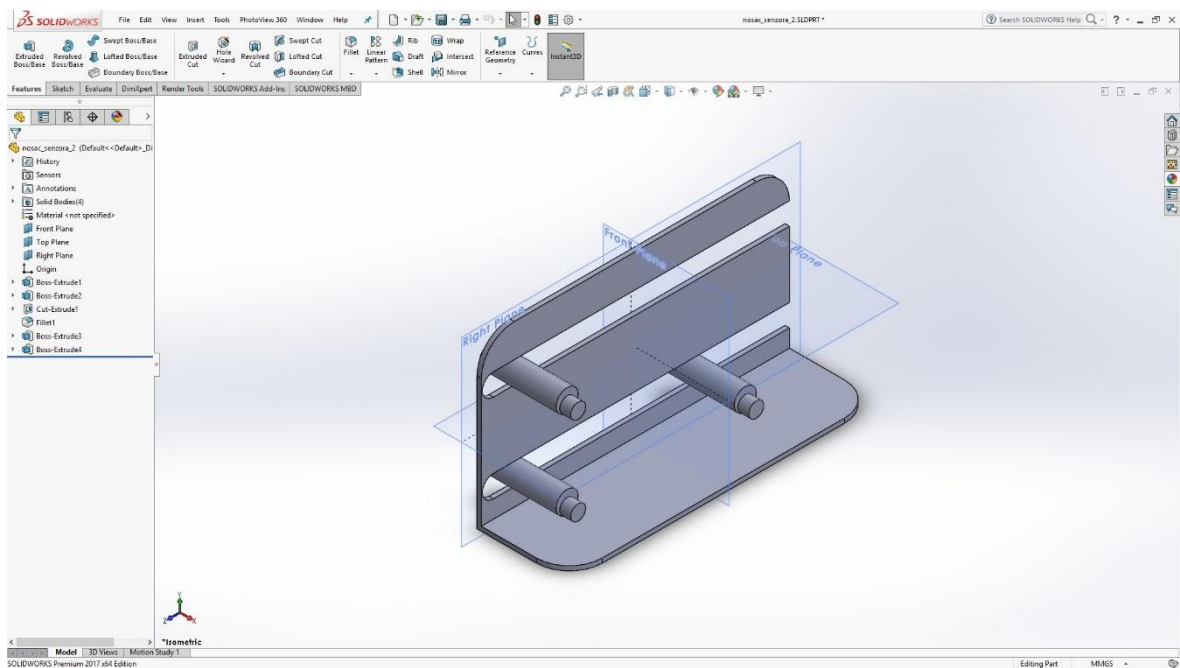 SOLIDWORKS File Edit View Insert Tools PhotoView 360 Window Help nosac_senzora_2.SLDPRT * Search SOLIDWORKS Help
Extruded Boss/Base
Revolved Boss/Base
Swept Boss/Base
Lofted Boss/Base
Boundary Boss/Base
Extruded Cut
Hole Wizard
Revolved Cut
Swept Cut
Lofted Cut
Boundary Cut
Fillet
Linear Pattern
Rib
Draft
Shell
Wrap
Intersect
Mirror
Reference Geometry
Curves
Instant3D
Features Sketch Evaluate DimXpert Render Tools SOLIDWORKS Add-Ins SOLIDWORKS MBD
nosac_senzora_2 (Default<<Default>_Di
History
Sensors
Annotations
Solid Bodies(4)
Material <not specified>
Front Plane
Top Plane
Right Plane
Origin
Boss-Extrude1
Boss-Extrude2
Cut-Extrude1
Fillet1
Boss-Extrude3
Boss-Extrude4
Front Plane
Plane
Right Plane
Y
Z
X
*Isometric
Model 3D Views Motion Study 1
SOLIDWORKS Premium 2017 x64 Edition Editing Part MMGS